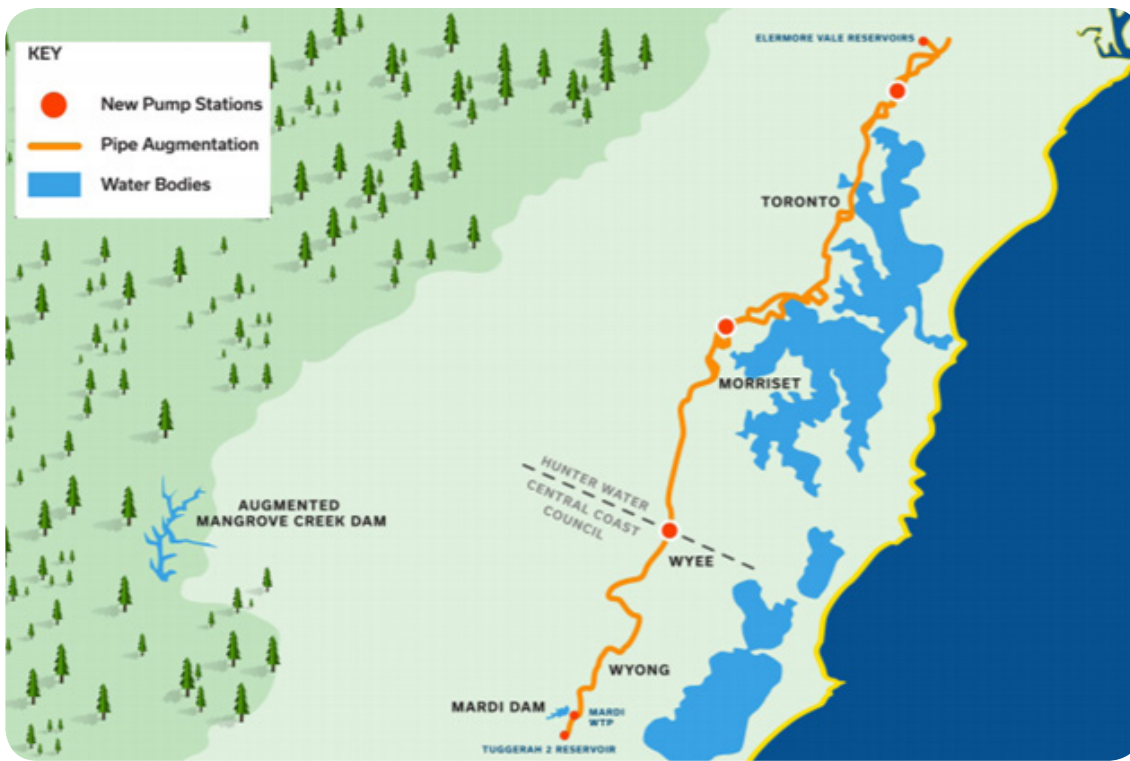 KEY
New Pump Stations
Pipe Augmentation
Water Bodies
ELERMORE VALE RESERVOIRS
TORONTO
MORRISET
HUNTER WATER
CENTRAL COAST
COUNCIL
AUGMENTED
MANGROVE CREEK DAM
WYEE
WYONG
MARDI DAM
MARDI
WTP
TUGGERAH 2 RESERVOIR